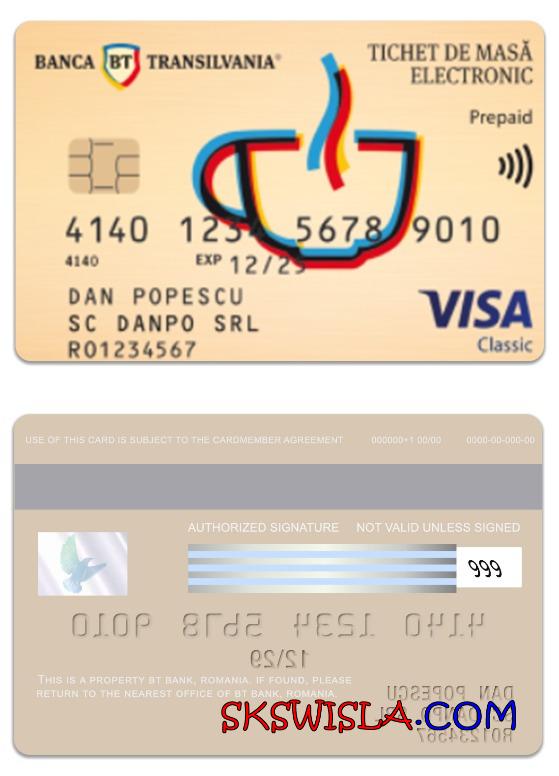 BANCA BT TRANSILVANIA®
TICHET DE MASĂ
ELECTRONIC
Prepaid
4140 1234 5678 9010
4140 EXP 12/25
DAN POPESCU
SC DANPO SRL
RO1234567
VISA
Classic
USE OF THIS CARD IS SUBJECT TO THE CARDMEMBER AGREEMENT 000000+1 00/00 0000-00-000-00
AUTHORIZED SIGNATURE NOT VALID UNLESS SIGNED
999
4140 1234 5678 9010
12/29
THIS IS A PROPERTY BT BANK, ROMANIA. IF FOUND, PLEASE
RETURN TO THE NEAREST OFFICE OF BT BANK, ROMANIA.
DAN POPESCU
SC DANPO SRL
RO1234567
SKSWISLA.COM